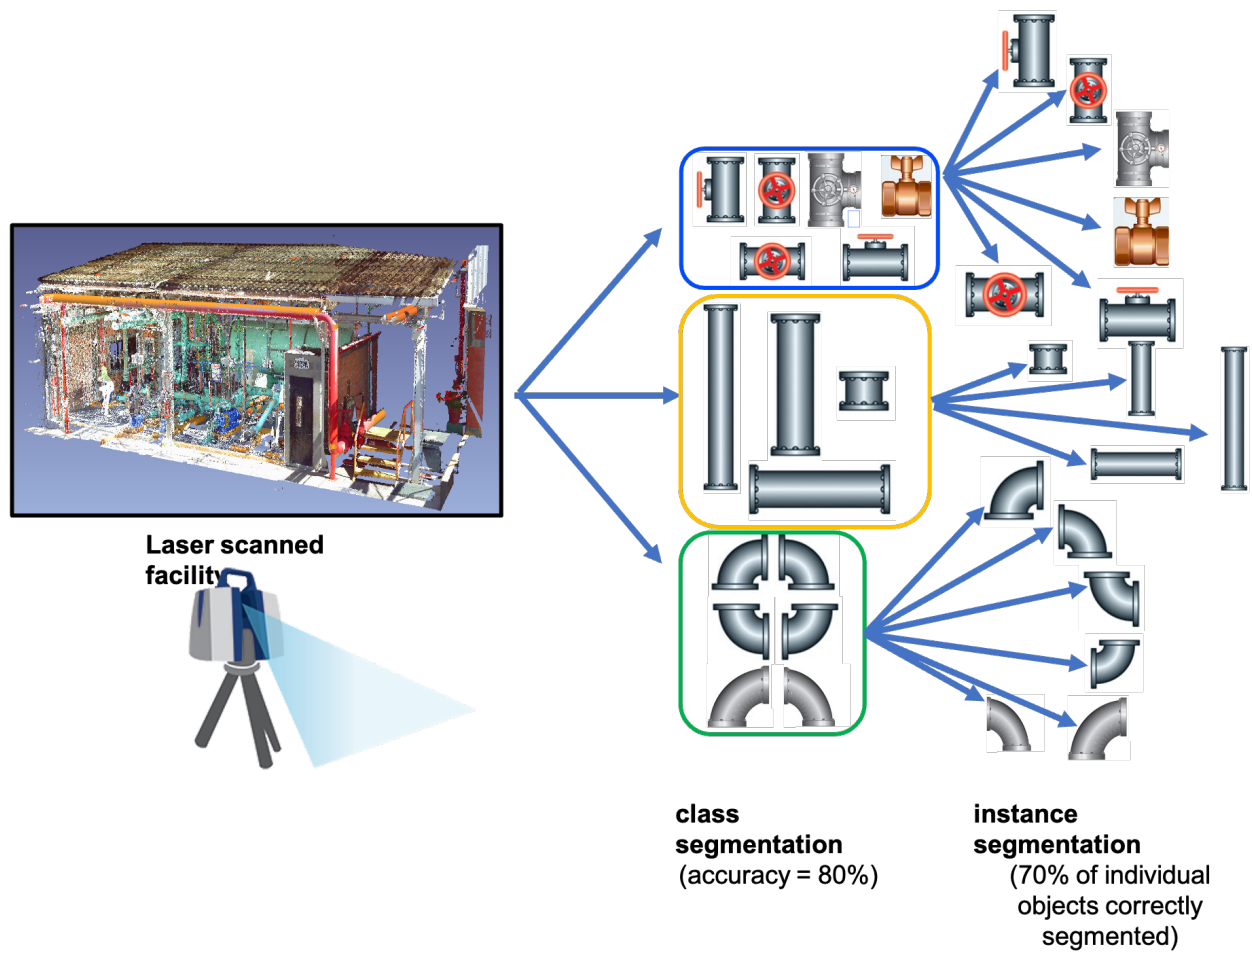 Laser scanned
facility
class
segmentation
(accuracy = 80%)
instance
segmentation
(70% of individual
objects correctly
segmented)